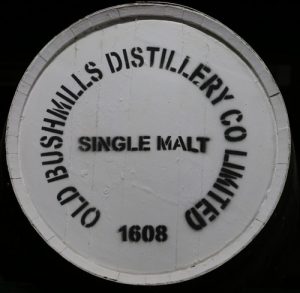 OLD BUSHMILLS DISTILLERY CO LIMITED
SINGLE MALT
1608